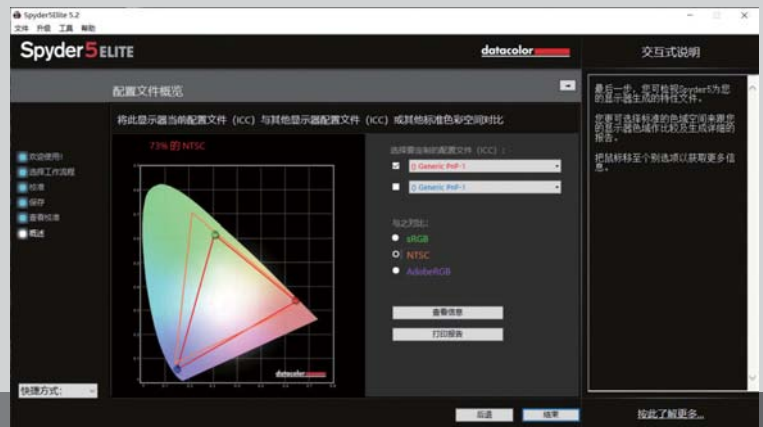 Spyder5Elite 5.2
文件 升级 工具 帮助
Spyder5ELITE
datacolor
交互式说明
配置文件概览
将此显示器当前配置文件（ICC）与其他显示器配置文件（ICC）或其他标准色彩空间对比
欢迎使用!
选择工作流程
校准
保存
查看校准
概述
快捷方式:
73% 的 NTSC
datacolor
选择要绘制的配置文件（ICC）:
() Generic PnP-1
() Generic PnP-1
与之对比:
sRGB
NTSC
AdobeRGB
查看信息
打印报告
最后一步，您可检视Spyder5为您
的显示器生成的特性文件。
您更可选择标准的色域空间来跟您
的显示器色域作比较及生成详细的
报告。
把鼠标移至个别选项以获取更多信
息。
后退
结束
按此了解更多…